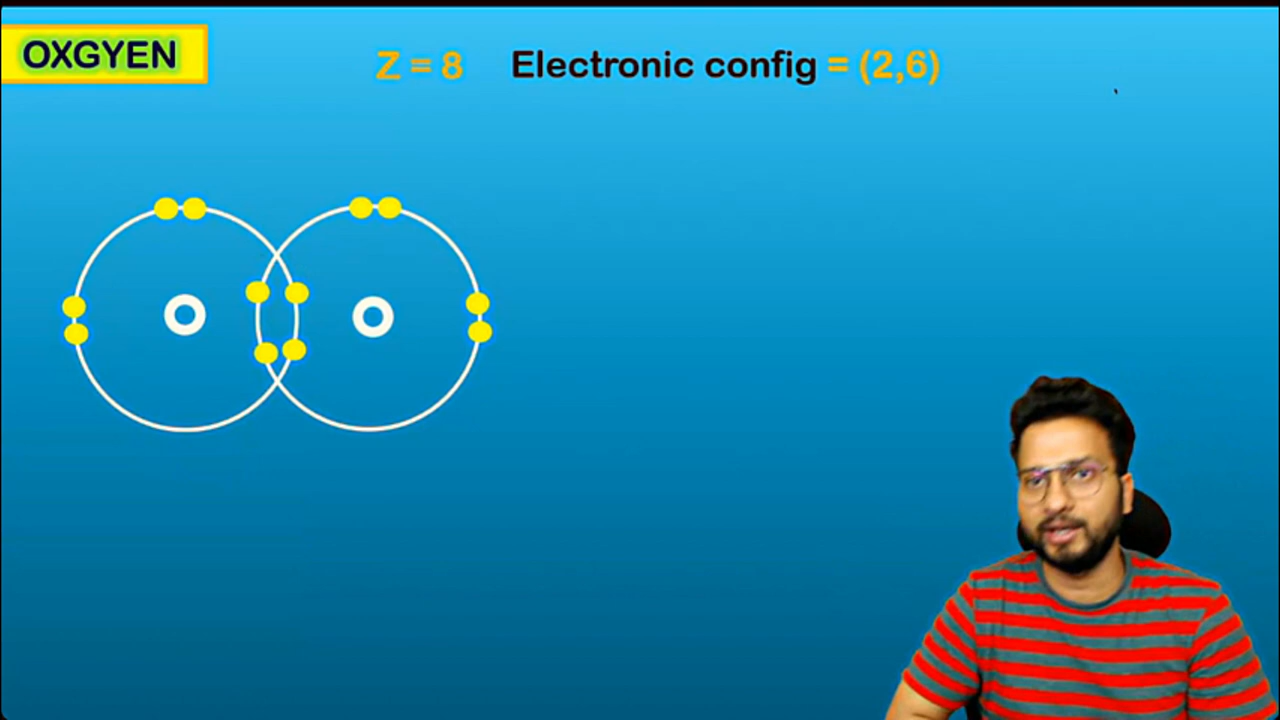 OXGYEN
Z = 8 Electronic config = (2,6)
O O